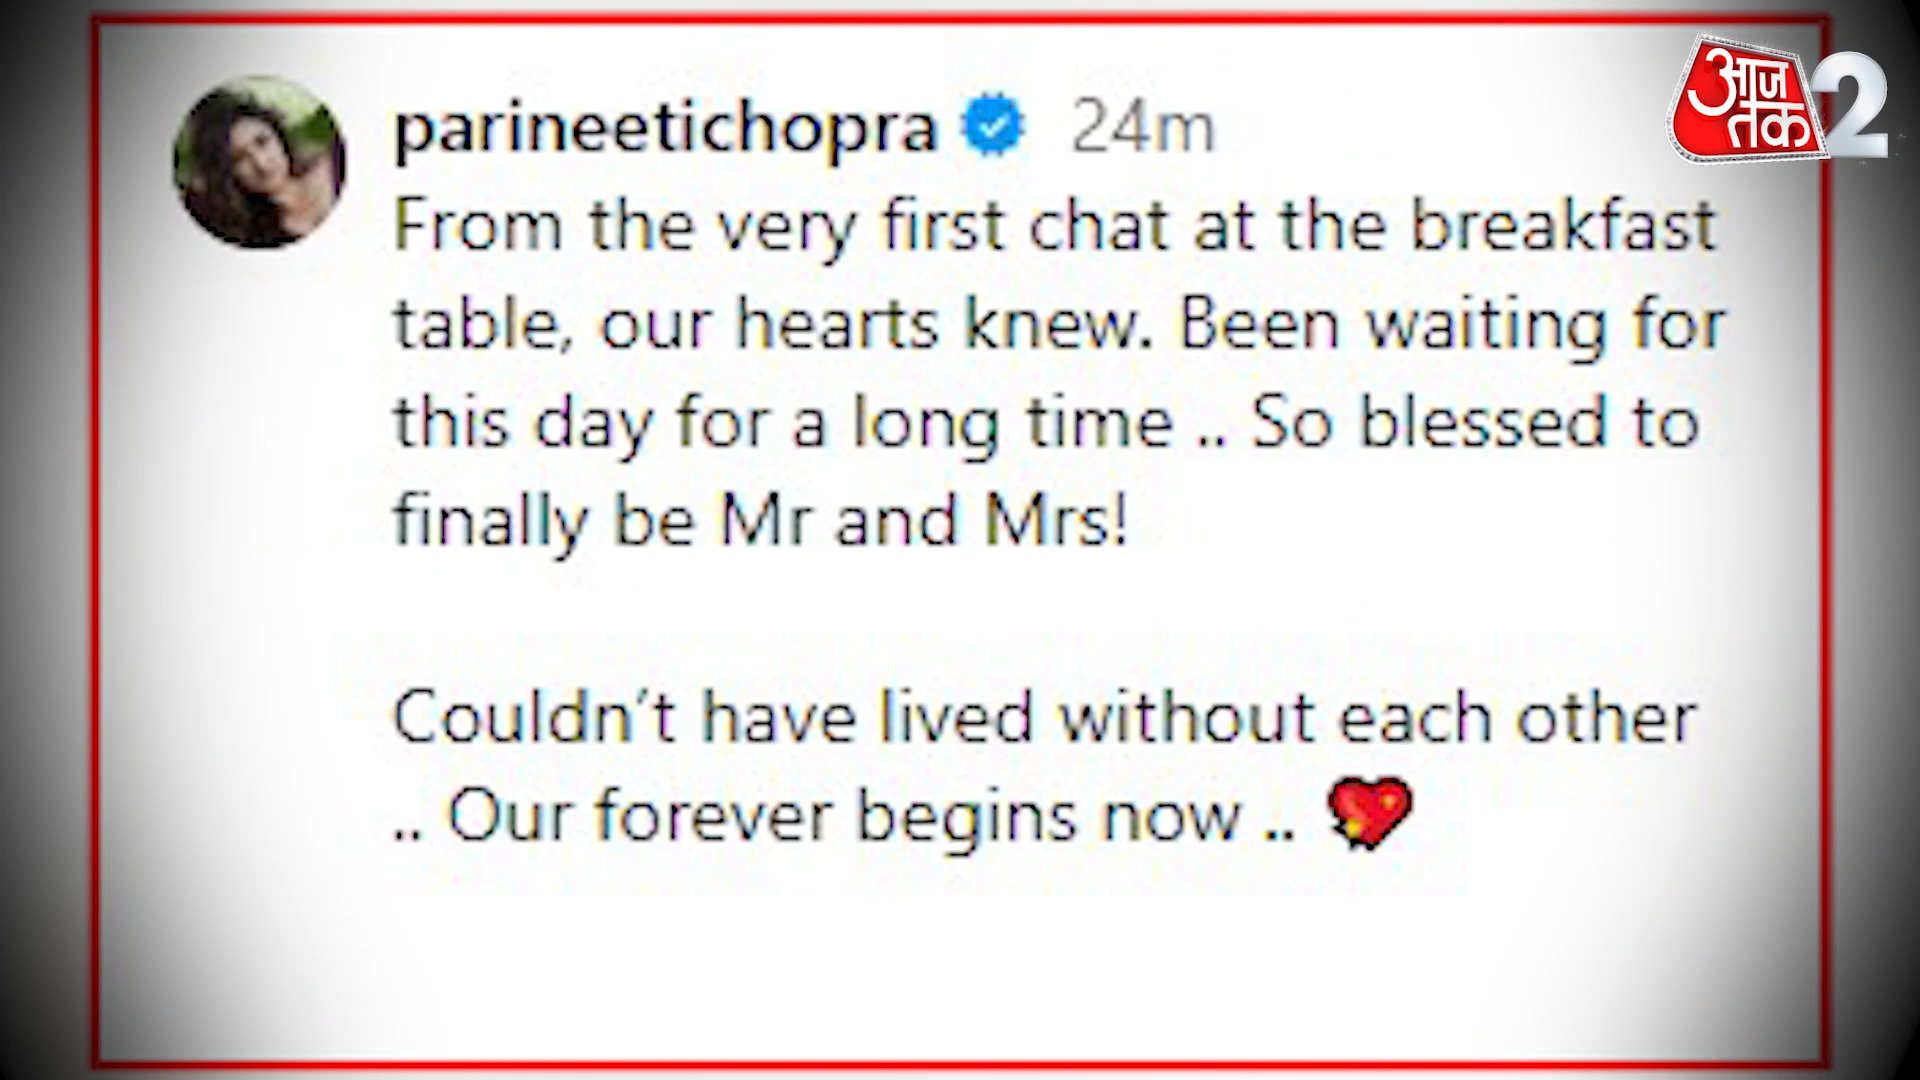 आज
तक 2
parineetichopra 24m
From the very first chat at the breakfast
table, our hearts knew. Been waiting for
this day for a long time .. So blessed to
finally be Mr and Mrs!
Couldn't have lived without each other
.. Our forever begins now .. 💖